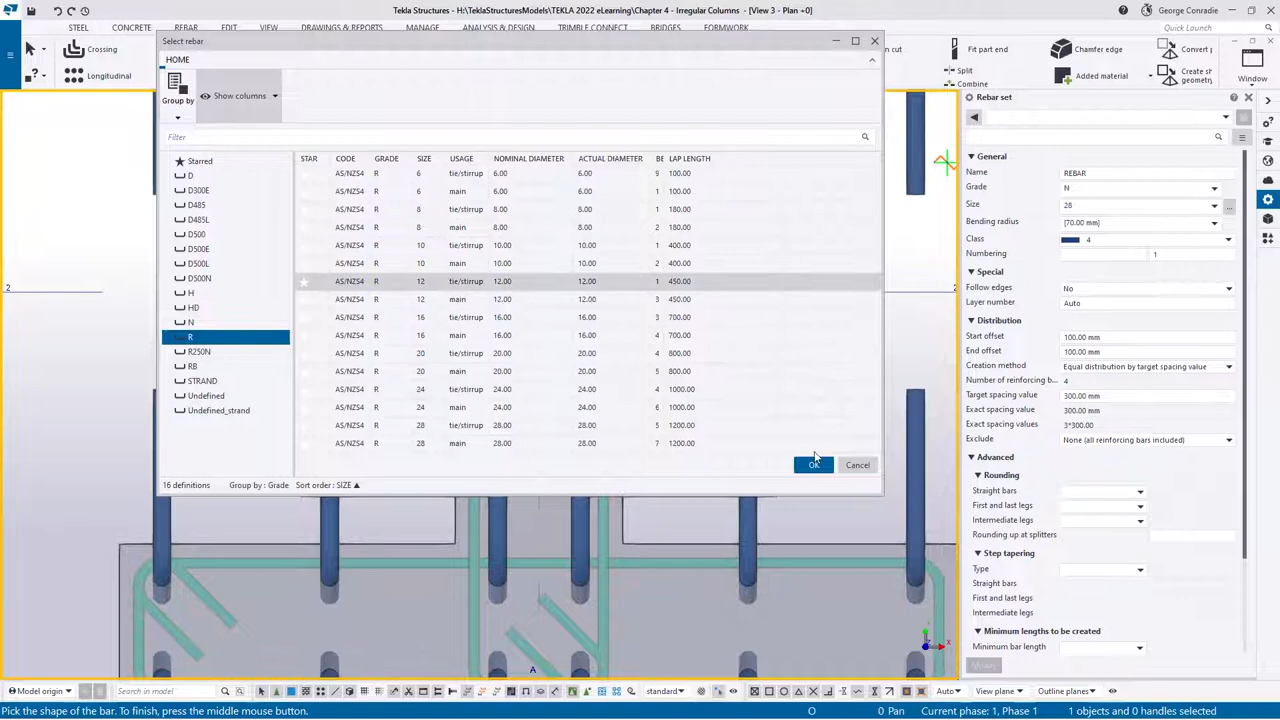 Tekla Structures - H:\TeklaStructuresModels\TEKLA 2022 eLearning\Chapter 4 - Irregular Columns - [View 3 - Plan +0]
George Conradie
STEEL CONCRETE REBAR EDIT VIEW DRAWINGS & REPORTS MANAGE ANALYSIS & DESIGN TRIMBLE CONNECT BRIDGES FORMWORK Quick Launch
Crossing
Longitudinal
Fit part end
Chamfer edge
Split
Combine
Added material
Window
Select rebar
HOME
Group by
Show columns
Filter
Starred
D
D300E
D485
D485L
D500
D500E
D500L
D500N
H
HD
N
R
R250N
RB
STRAND
Undefined
Undefined_strand
STAR CODE GRADE SIZE USAGE NOMINAL DIAMETER ACTUAL DIAMETER BE LAP LENGTH
AS/NZS4 R 6 tie/stirrup 6.00 6.00 9 100.00
AS/NZS4 R 6 main 6.00 6.00 1 100.00
AS/NZS4 R 8 tie/stirrup 8.00 8.00 1 180.00
AS/NZS4 R 8 main 8.00 8.00 2 180.00
AS/NZS4 R 10 tie/stirrup 10.00 10.00 1 400.00
AS/NZS4 R 10 main 10.00 10.00 2 400.00
AS/NZS4 R 12 tie/stirrup 12.00 12.00 1 450.00
AS/NZS4 R 12 main 12.00 12.00 3 450.00
AS/NZS4 R 16 tie/stirrup 16.00 16.00 3 700.00
AS/NZS4 R 16 main 16.00 16.00 4 700.00
AS/NZS4 R 20 tie/stirrup 20.00 20.00 4 800.00
AS/NZS4 R 20 main 20.00 20.00 5 800.00
AS/NZS4 R 24 tie/stirrup 24.00 24.00 4 1000.00
AS/NZS4 R 24 main 24.00 24.00 6 1000.00
AS/NZS4 R 28 tie/stirrup 28.00 28.00 5 1200.00
AS/NZS4 R 28 main 28.00 28.00 7 1200.00
OK Cancel
16 definitions Group by : Grade Sort order : SIZE
2
2
A
Rebar set
General
Name REBAR
Grade N
Size 28 ...
Bending radius [70.00 mm]
Class 4
Numbering 1
Special
Follow edges No
Layer number Auto
Distribution
Start offset 100.00 mm
End offset 100.00 mm
Creation method Equal distribution by target spacing value
Number of reinforcing b... 4
Target spacing value 300.00 mm
Exact spacing value 300.00 mm
Exact spacing values 3*300.00
Exclude None (all reinforcing bars included)
Advanced
Rounding
Straight bars
First and last legs
Intermediate legs
Rounding up at splitters
Step tapering
Type
Straight bars
First and last legs
Intermediate legs
Minimum lengths to be created
Minimum bar length
Modify
Model origin Search in model standard Auto View plane Outline planes
Pick the shape of the bar. To finish, press the middle mouse button. O 0 Pan Current phase: 1, Phase 1 1 objects and 0 handles selected